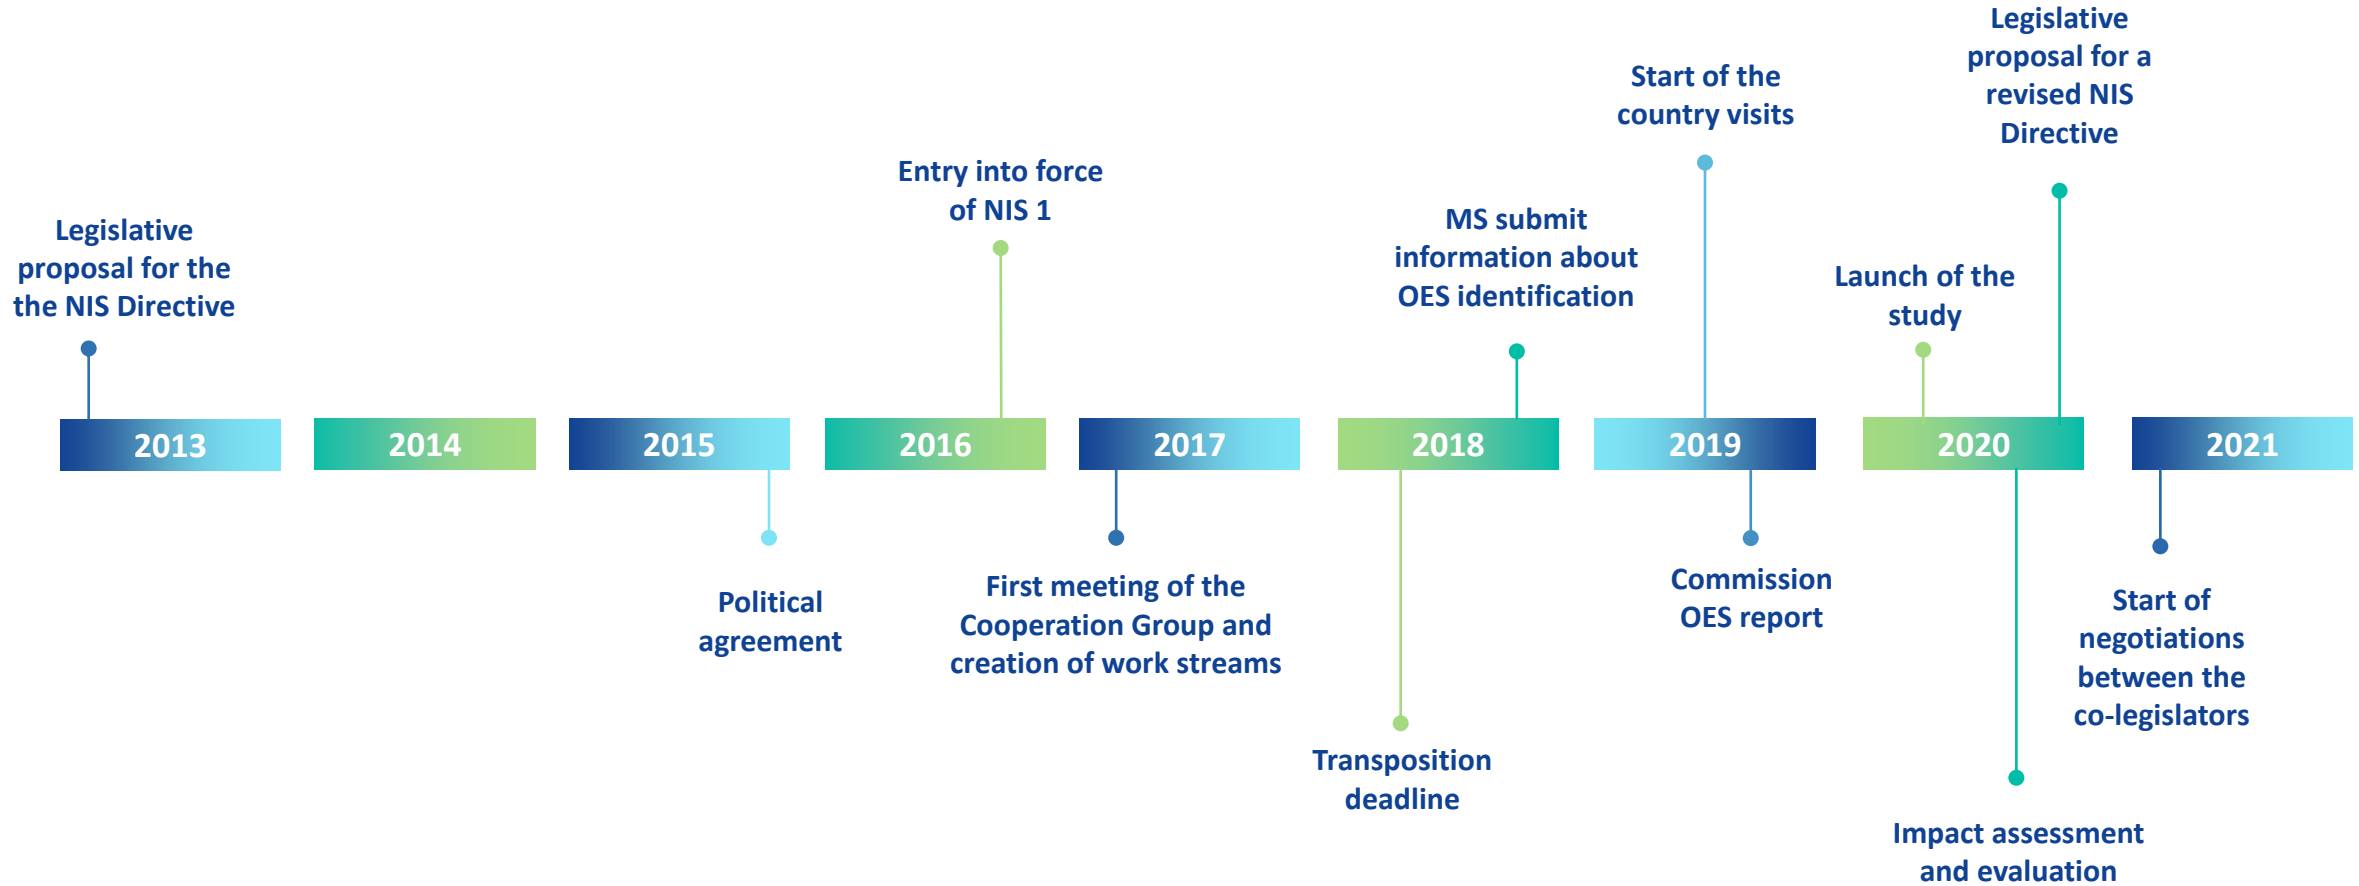 Legislative
proposal for the
the NIS Directive
Entry into force
of NIS 1
MS submit
information about
OES identification
Start of the
country visits
Launch of the
study
Legislative
proposal for a
revised NIS
Directive
2013
2014
2015
2016
2017
2018
2019
2020
2021
Political
agreement
First meeting of the
Cooperation Group and
creation of work streams
Transposition
deadline
Commission
OES report
Impact assessment
and evaluation
Start of
negotiations
between the
co-legislators